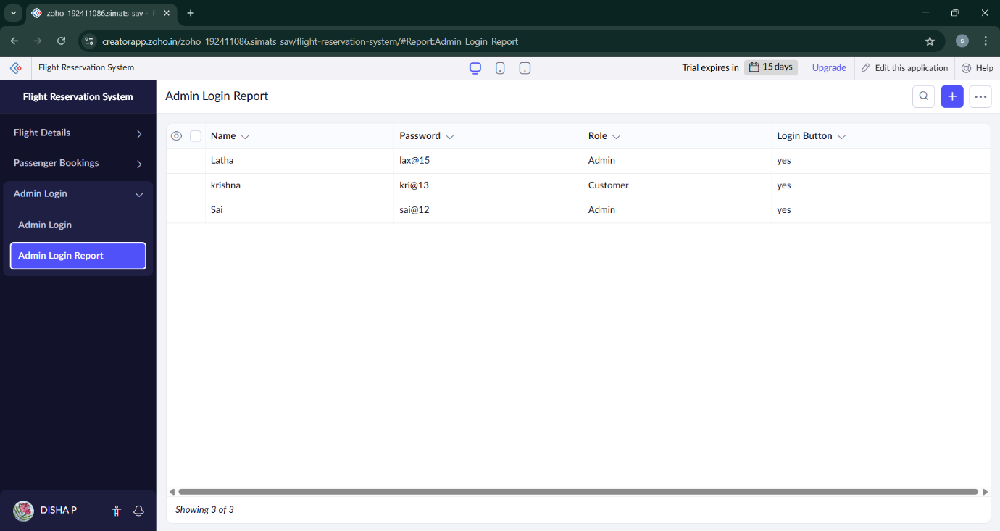 zoho_192411086.simats_sav -
creatorapp.zoho.in/zoho_192411086.simats_sav/flight-reservation-system/#Report:Admin_Login_Report
S
Flight Reservation System
Trial expires in 15 days Upgrade Edit this application Help
Flight Reservation System
Flight Details
Passenger Bookings
Admin Login
Admin Login
Admin Login Report
DISHA P
Admin Login Report
Name Password Role Login Button
Latha lax@15 Admin yes
krishna kri@13 Customer yes
Sai sai@12 Admin yes
Showing 3 of 3